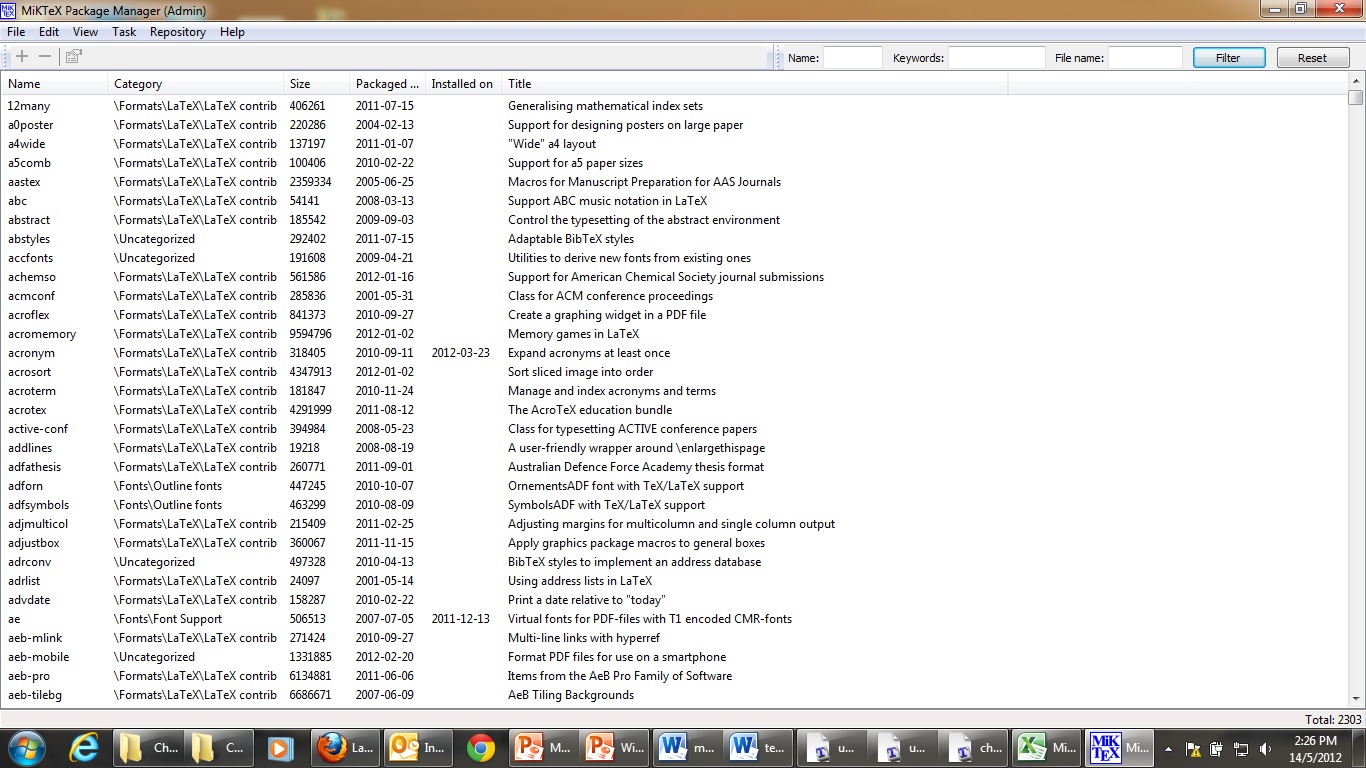 MiKTeX Package Manager (Admin)
File Edit View Task Repository Help
Name: Keywords: File name: Filter Reset
Name Category Size Packaged ... Installed on Title
12many \Formats\LaTeX\LaTeX contrib 406261 2011-07-15 Generalising mathematical index sets
a0poster \Formats\LaTeX\LaTeX contrib 220286 2004-02-13 Support for designing posters on large paper
a4wide \Formats\LaTeX\LaTeX contrib 137197 2011-01-07 "Wide" a4 layout
a5comb \Formats\LaTeX\LaTeX contrib 100406 2010-02-22 Support for a5 paper sizes
aastex \Formats\LaTeX\LaTeX contrib 2359334 2005-06-25 Macros for Manuscript Preparation for AAS Journals
abc \Formats\LaTeX\LaTeX contrib 54141 2008-03-13 Support ABC music notation in LaTeX
abstract \Formats\LaTeX\LaTeX contrib 185542 2009-09-03 Control the typesetting of the abstract environment
abstyles \Uncategorized 292402 2011-07-15 Adaptable BibTeX styles
accfonts \Uncategorized 191608 2009-04-21 Utilities to derive new fonts from existing ones
achemso \Formats\LaTeX\LaTeX contrib 561586 2012-01-16 Support for American Chemical Society journal submissions
acmconf \Formats\LaTeX\LaTeX contrib 285836 2001-05-31 Class for ACM conference proceedings
acroflex \Formats\LaTeX\LaTeX contrib 841373 2010-09-27 Create a graphing widget in a PDF file
acromemory \Formats\LaTeX\LaTeX contrib 9594796 2012-01-02 Memory games in LaTeX
acronym \Formats\LaTeX\LaTeX contrib 318405 2010-09-11 2012-03-23 Expand acronyms at least once
acrosort \Formats\LaTeX\LaTeX contrib 4347913 2012-01-02 Sort sliced image into order
acroterm \Formats\LaTeX\LaTeX contrib 181847 2010-11-24 Manage and index acronyms and terms
acrotex \Formats\LaTeX\LaTeX contrib 4291999 2011-08-12 The AcroTeX education bundle
active-conf \Formats\LaTeX\LaTeX contrib 394984 2008-05-23 Class for typesetting ACTIVE conference papers
addlines \Formats\LaTeX\LaTeX contrib 19218 2008-08-19 A user-friendly wrapper around \enlargethispage
adfathesis \Formats\LaTeX\LaTeX contrib 260771 2011-09-01 Australian Defence Force Academy thesis format
adforn \Fonts\Outline fonts 447245 2010-10-07 OrnementsADF font with TeX/LaTeX support
adfsymbols \Fonts\Outline fonts 463299 2010-08-09 SymbolsADF with TeX/LaTeX support
adjmulticol \Formats\LaTeX\LaTeX contrib 215409 2011-02-25 Adjusting margins for multicolumn and single column output
adjustbox \Formats\LaTeX\LaTeX contrib 360067 2011-11-15 Apply graphics package macros to general boxes
adrconv \Uncategorized 497328 2010-04-13 BibTeX styles to implement an address database
adrlist \Formats\LaTeX\LaTeX contrib 24097 2001-05-14 Using address lists in LaTeX
advdate \Formats\LaTeX\LaTeX contrib 158287 2010-02-22 Print a date relative to "today"
ae \Fonts\Font Support 506513 2007-07-05 2011-12-13 Virtual fonts for PDF-files with T1 encoded CMR-fonts
aeb-mlink \Formats\LaTeX\LaTeX contrib 271424 2010-09-27 Multi-line links with hyperref
aeb-mobile \Uncategorized 1331885 2012-02-20 Format PDF files for use on a smartphone
aeb-pro \Formats\LaTeX\LaTeX contrib 6134881 2011-06-06 Items from the AeB Pro Family of Software
aeb-tilebg \Formats\LaTeX\LaTeX contrib 6686671 2007-06-09 AeB Tiling Backgrounds
Total: 2303
Ch... C... La... In... M... Wi... m... te... u... u... ch... Mi... Mi...
2:26 PM
14/5/2012